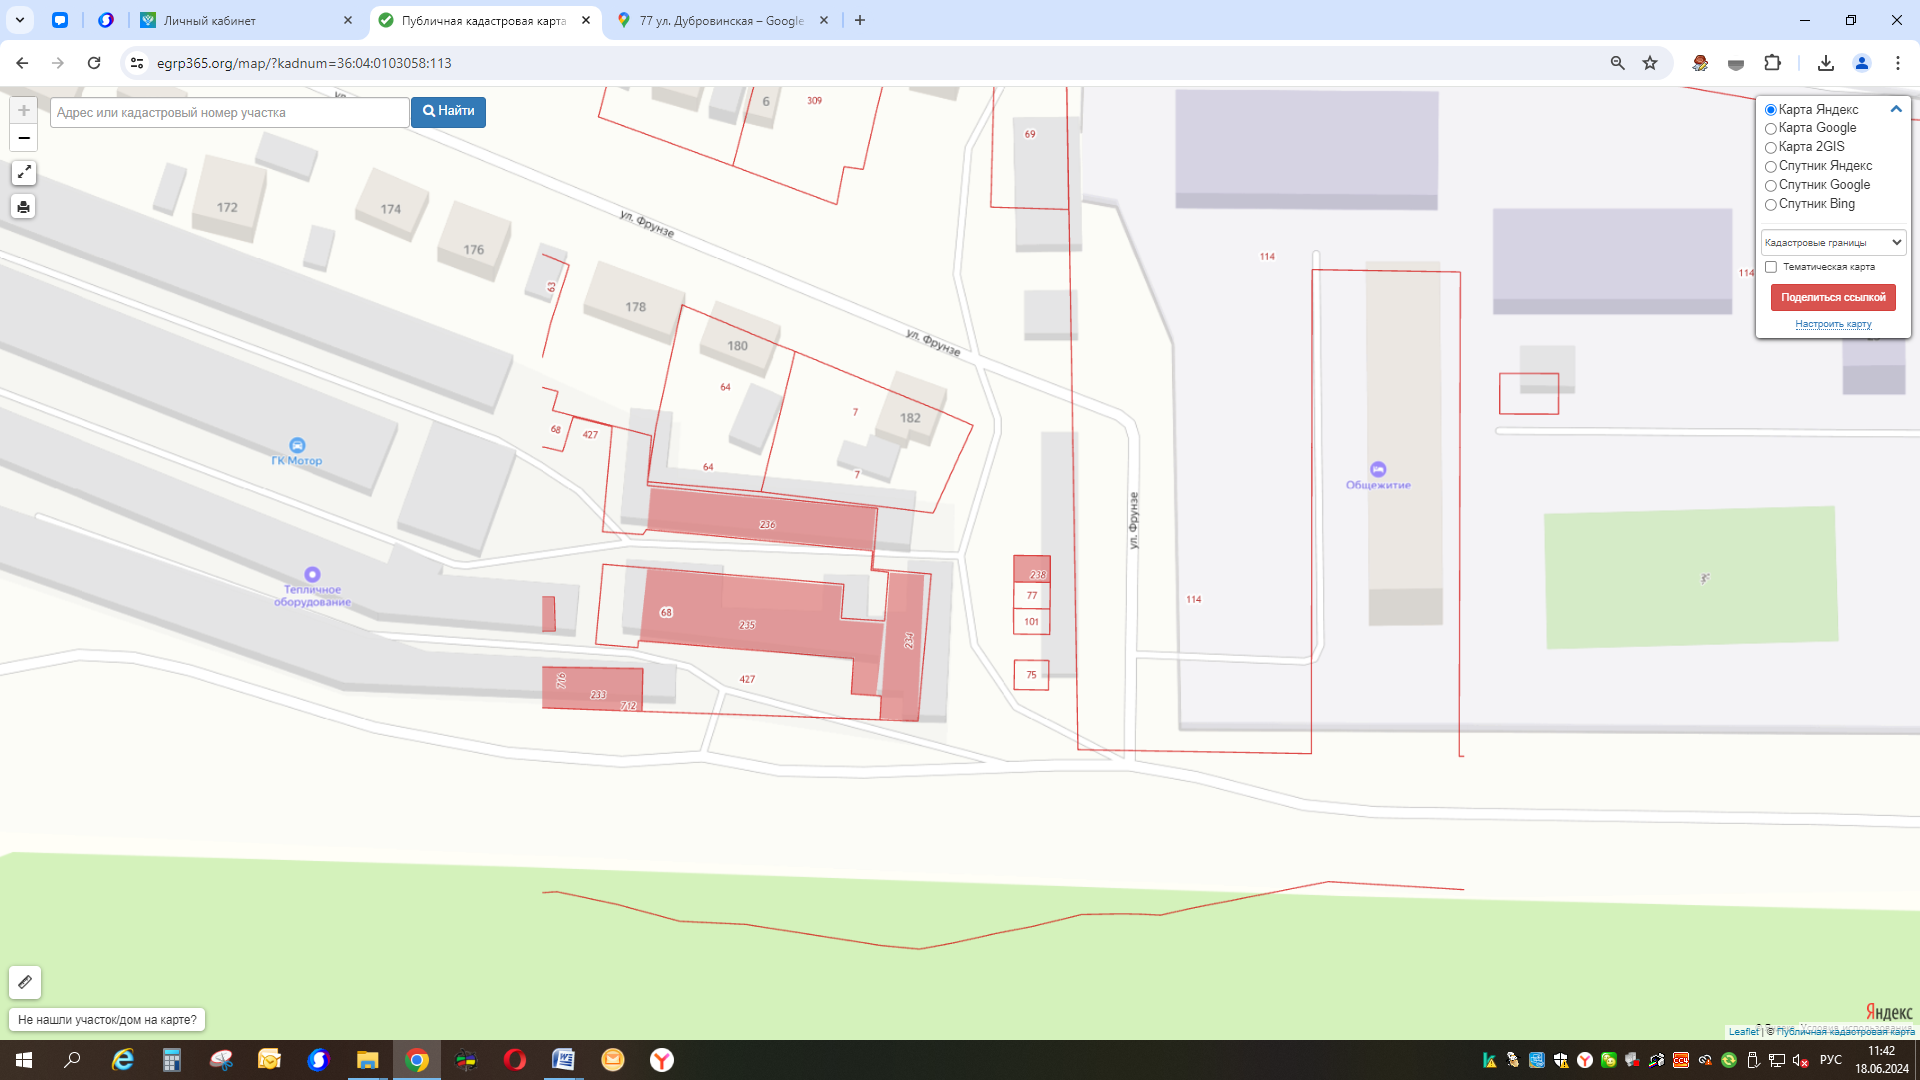 Личный кабинет
Публичная кадастровая карта
77 ул. Дубровинская – Google
egrp365.org/map/?kadnum=36:04:0103058:113
Адрес или кадастровый номер участка
Найти
Карта Яндекс
Карта Google
Карта 2GIS
Спутник Яндекс
Спутник Google
Спутник Bing
Кадастровые границы
Тематическая карта
Поделиться ссылкой
Настроить карту
6
309
69
172
174
176
ул. Фрунзе
114
114
63
178
180
ул. Фрунзе
64
7
182
68
427
ГК Мотор
64
7
Общежитие
236
ул. Фрунзе
238
Тепличное
оборудование
77
114
68
235
101
234
75
716
233
712
427
Не нашли участок/дом на карте?
Яндекс
Leaflet | © Публичная кадастровая карта
РУС
11:42
18.06.2024